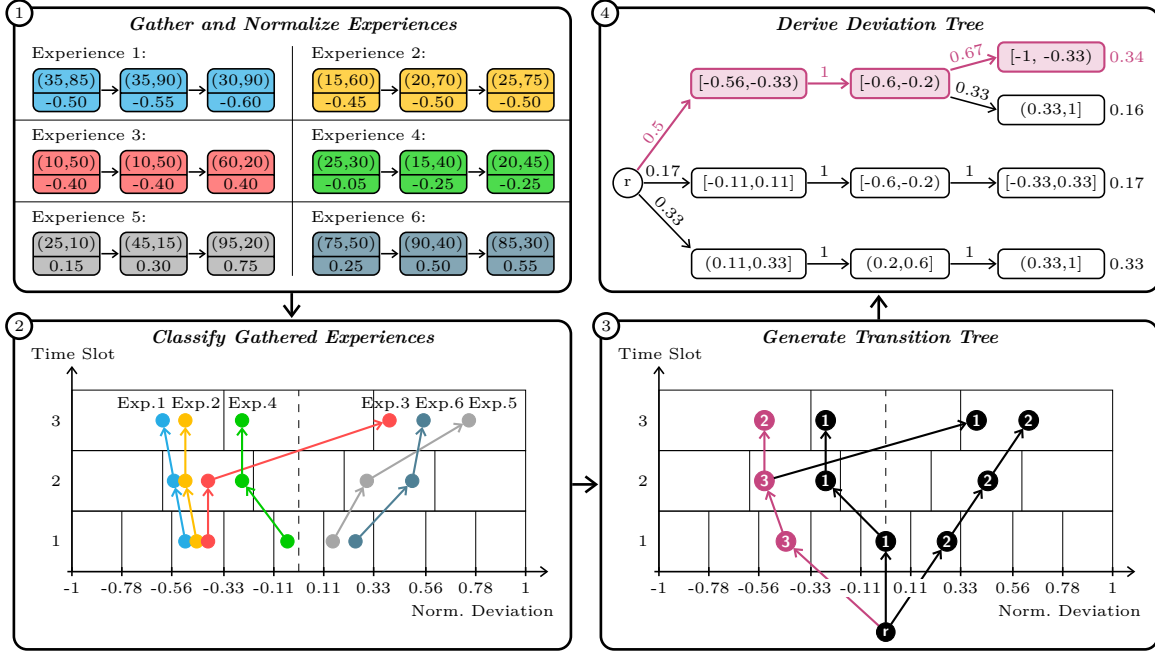 1
Gather and Normalize Experiences
Experience 1:
(35,85) (35,90) (30,90)
-0.50 -0.55 -0.60
Experience 2:
(15,60) (20,70) (25,75)
-0.45 -0.50 -0.50
Experience 3:
(10,50) (10,50) (60,20)
-0.40 -0.40 0.40
Experience 4:
(25,30) (15,40) (20,45)
-0.05 -0.25 -0.25
Experience 5:
(25,10) (45,15) (95,20)
0.15 0.30 0.75
Experience 6:
(75,50) (90,40) (85,30)
0.25 0.50 0.55
2
Classify Gathered Experiences
Time Slot
Exp.1 Exp.2 Exp.4 Exp.3 Exp.6 Exp.5
3
2
1
-1 -0.56 -0.33 -0.11 0.11 0.33 0.56 0.78 1
Norm. Deviation
3
Generate Transition Tree
Time Slot
3 2 1 1 2
2 3 1 2
1 3 1 2
-1 -0.78 -0.56 -0.33 -0.11 0.11 0.33 0.56 0.78 1
Norm. Deviation
r
4
Derive Deviation Tree
r
0.5 [-0.56,-0.33) 1 [-0.6,-0.2) 0.67 [-1, -0.33) 0.34
0.33 (0.33,1] 0.16
0.17 [-0.11,0.11] 1 [-0.6,-0.2) 1 [-0.33,0.33] 0.17
0.33 (0.11,0.33] 1 (0.2,0.6] 1 (0.33,1] 0.33